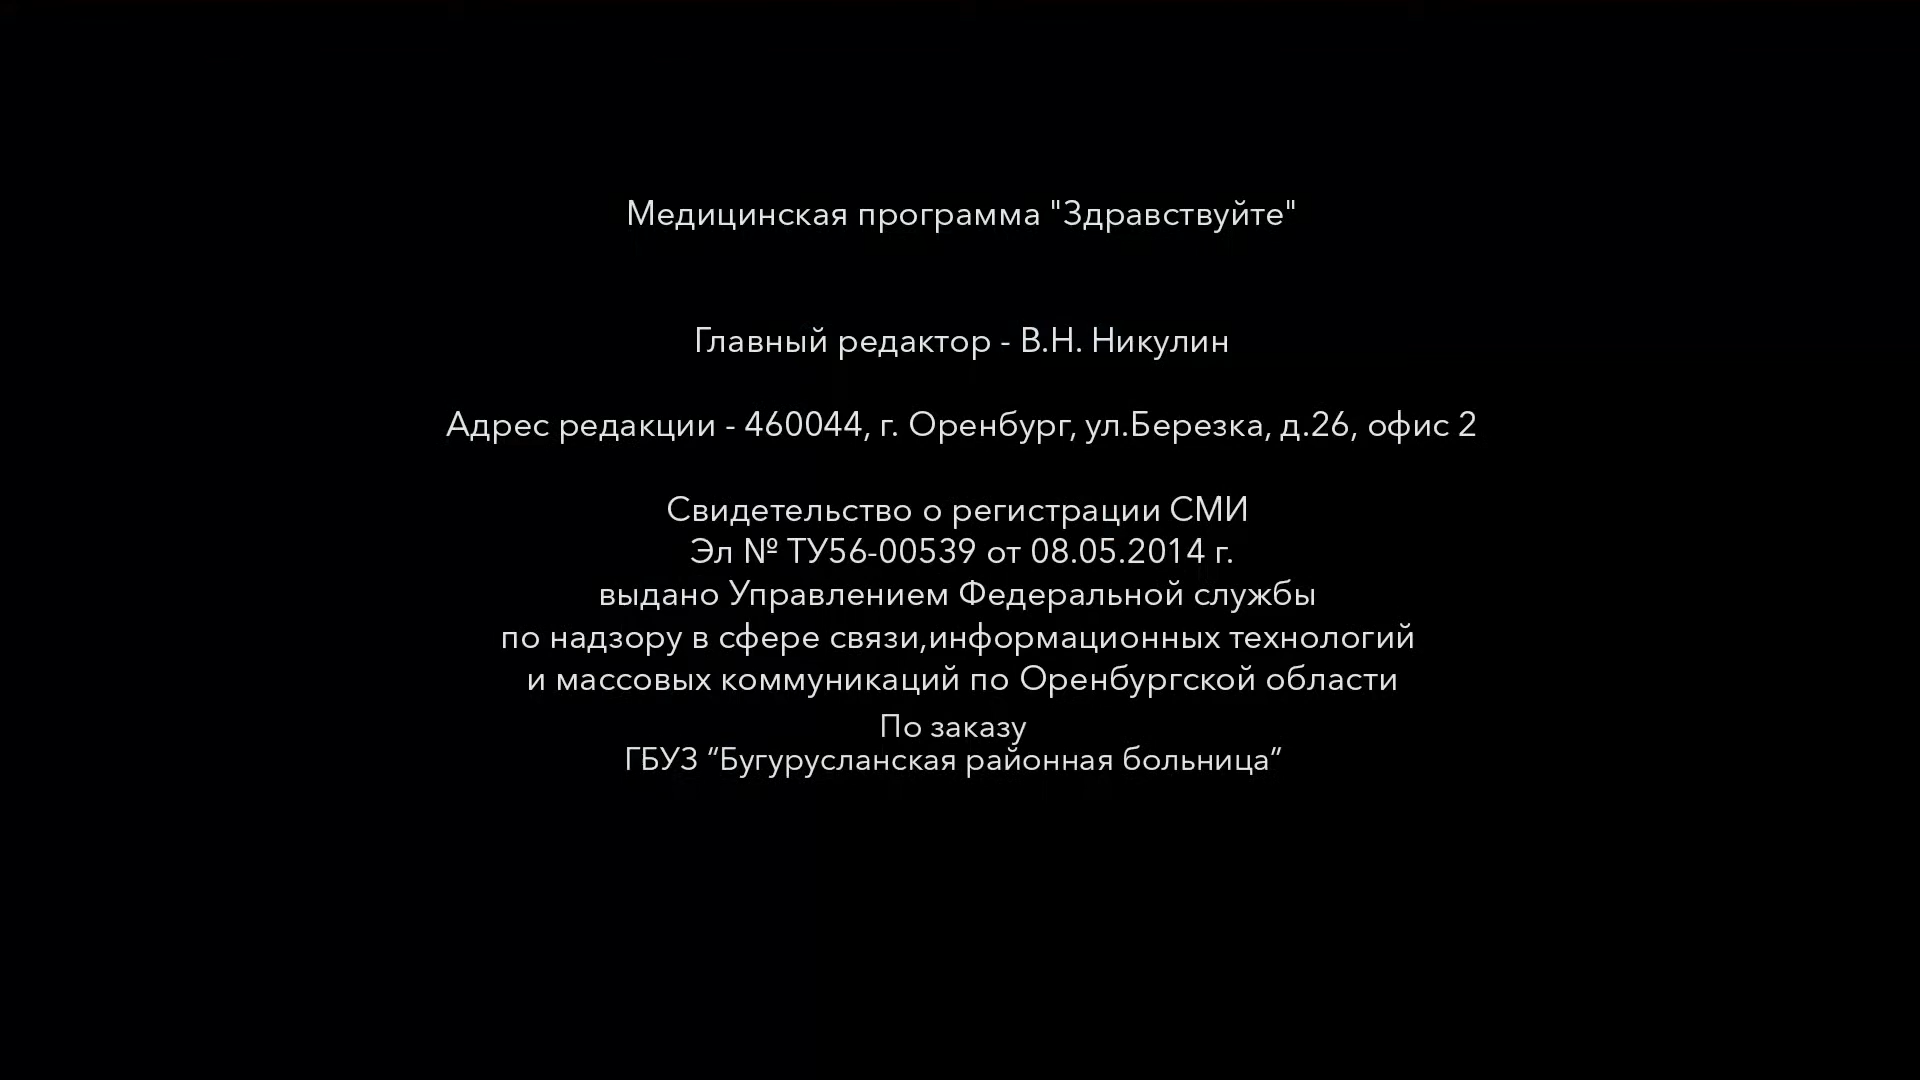 Медицинская программа "Здравствуйте"
Главный редактор - В.Н. Никулин
Адрес редакции - 460044, г. Оренбург, ул.Березка, д.26, офис 2
Свидетельство о регистрации СМИ
Эл № ТУ56-00539 от 08.05.2014 г.
выдано Управлением Федеральной службы
по надзору в сфере связи,информационных технологий
и массовых коммуникаций по Оренбургской области
По заказу
ГБУЗ “Бугурусланская районная больница”